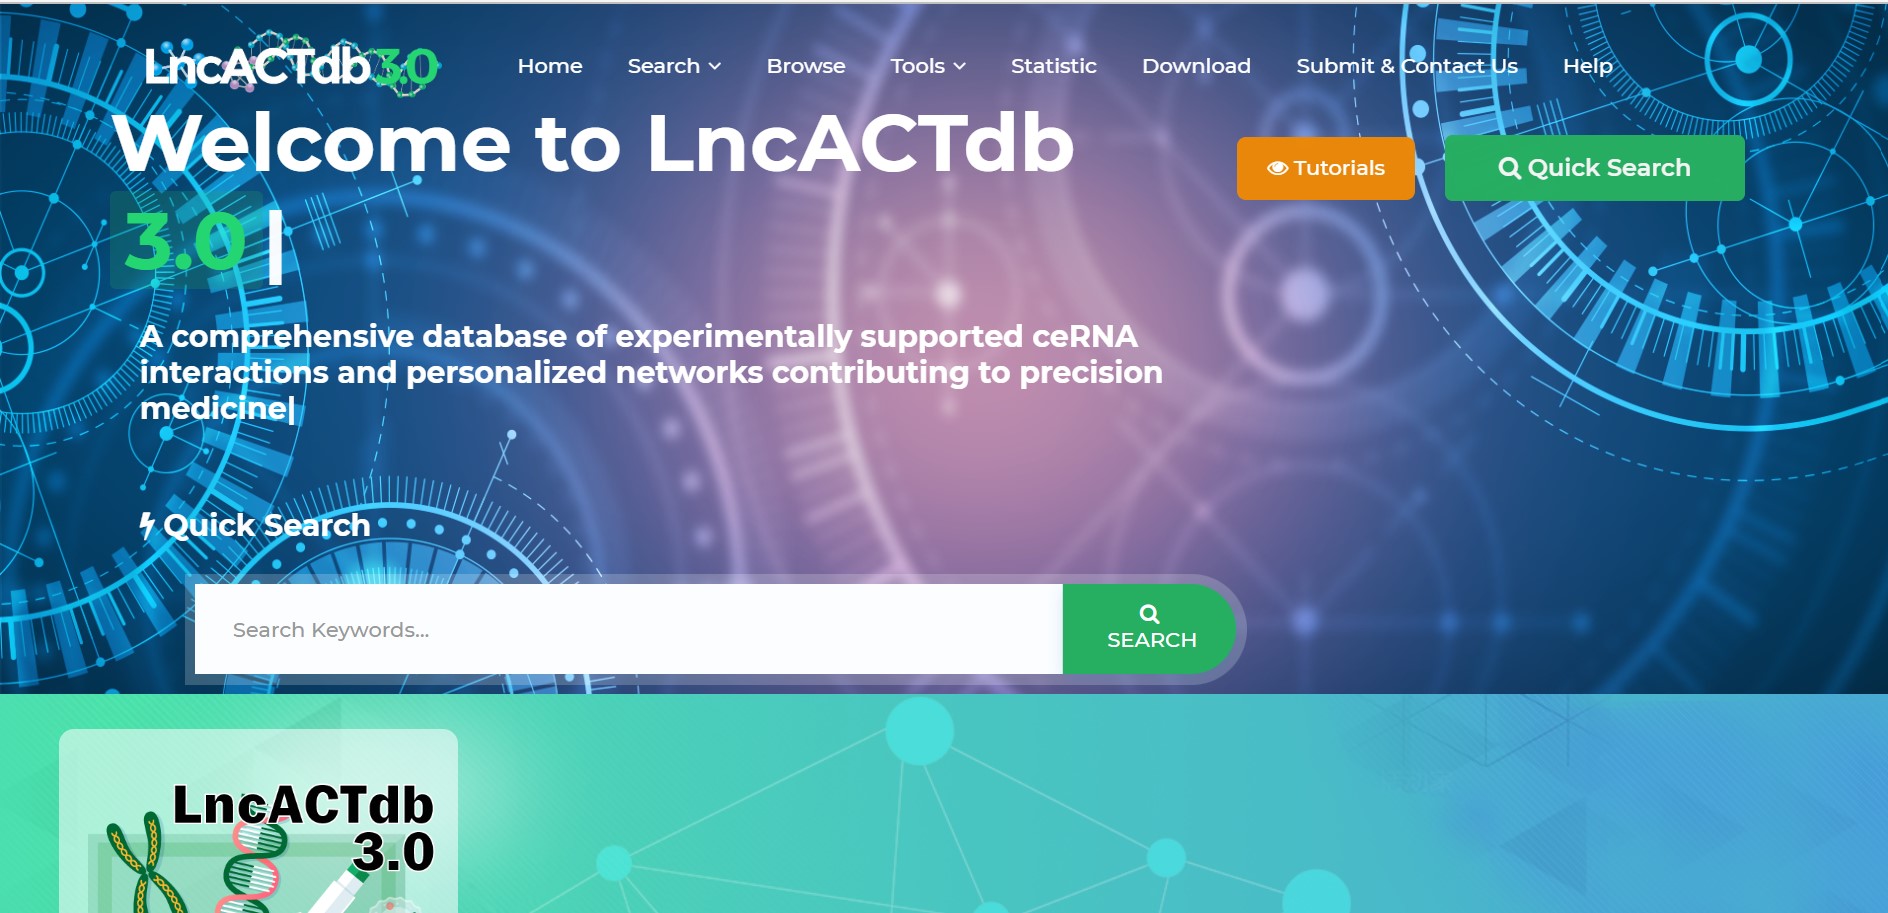 LncACTdb 3.0
Home Search Browse Tools Statistic Download Submit & Contact Us Help
Welcome to LncACTdb
3.0 |
Tutorials
Quick Search
A comprehensive database of experimentally supported ceRNA
interactions and personalized networks contributing to precision
medicine|
Quick Search
Search Keywords...
SEARCH
LncACTdb
3.0